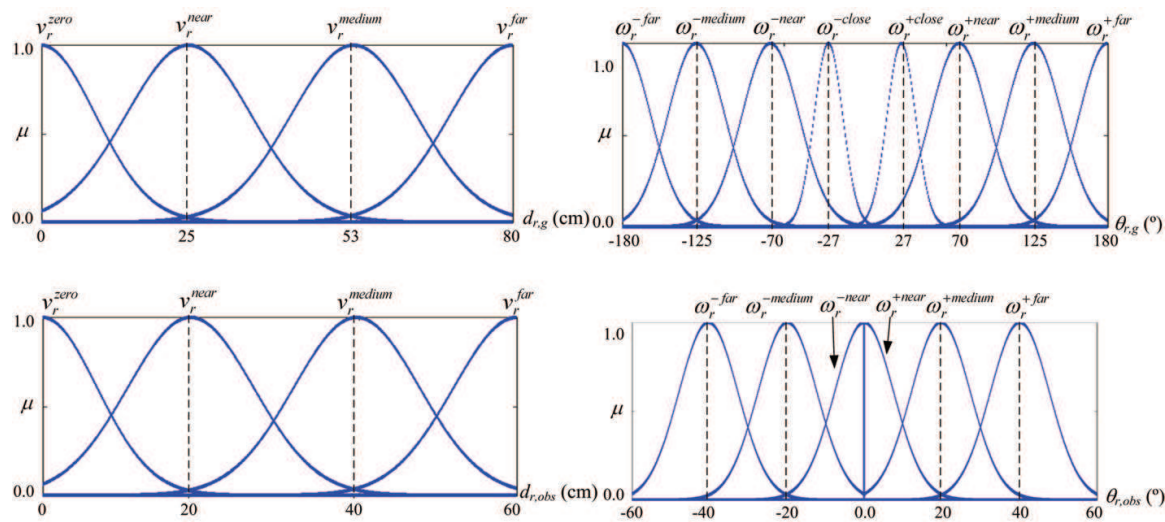 v_r^{zero} v_r^{near} v_r^{medium} v_r^{far}
1.0
μ
0.0
0 25 53 80
d_{r,g} (cm)
ω_r^{-far} ω_r^{-medium} ω_r^{-near} ω_r^{-close} ω_r^{+close} ω_r^{+near} ω_r^{+medium} ω_r^{+far}
1.0
μ
0.0
-180 -125 -70 -27 27 70 125 180
θ_{r,g} (º)
v_r^{zero} v_r^{near} v_r^{medium} v_r^{far}
1.0
μ
0.0
0 20 40 60
d_{r,obs} (cm)
ω_r^{-far} ω_r^{-medium} ω_r^{-near} ω_r^{+near} ω_r^{+medium} ω_r^{+far}
1.0
μ
0.0
-60 -40 -20 0.0 20 40 60
θ_{r,obs} (º)